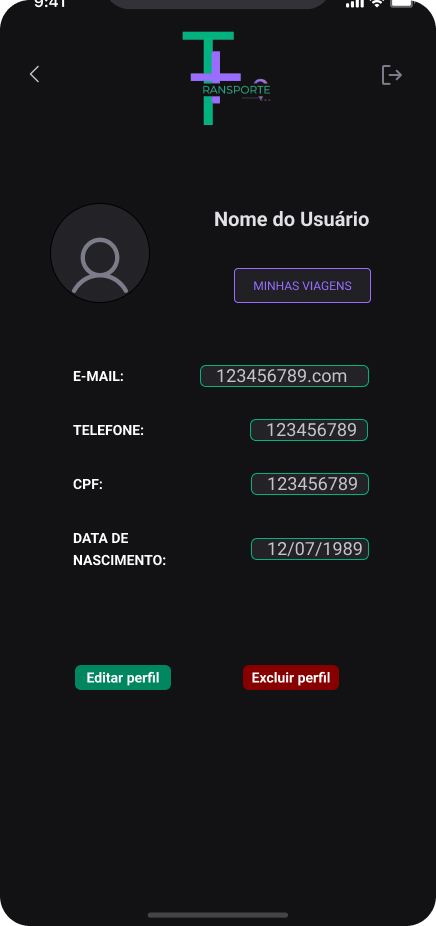 9:41
RANSPORTE
Nome do Usuário
MINHAS VIAGENS
E-MAIL: 123456789.com
TELEFONE: 123456789
CPF: 123456789
DATA DE
NASCIMENTO: 12/07/1989
Editar perfil Excluir perfil